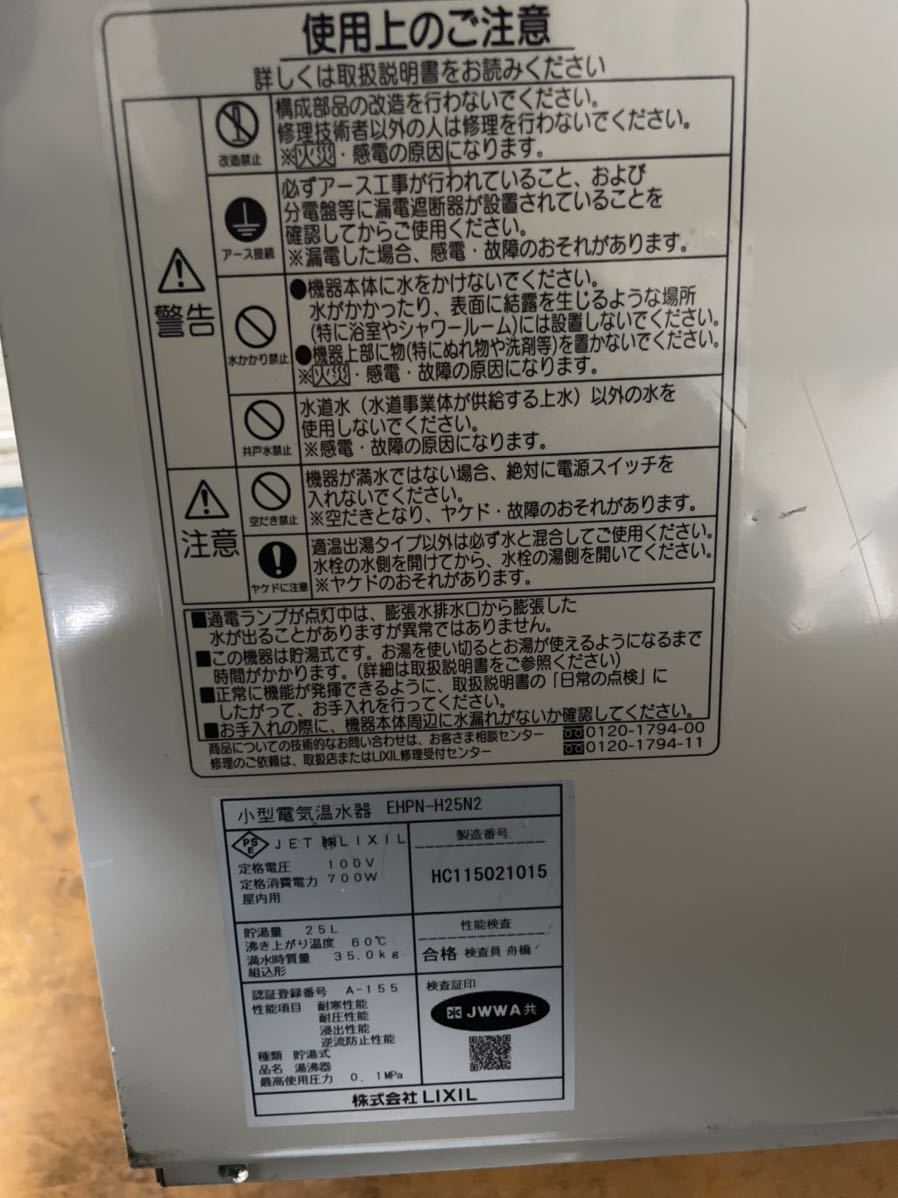 使用上のご注意
詳しくは取扱説明書をお読みください
警告
改造禁止
構成部品の改造を行わないでください。
修理技術者以外の人は修理を行わないでください。
※火災・感電の原因になります。
アース接続
必ずアース工事が行われていること、および
分電盤等に漏電遮断器が設置されていることを
確認してからご使用ください。
※漏電した場合、感電・故障のおそれがあります。
水かかり禁止
●機器本体に水をかけないでください。
水がかかったり、表面に結露を生じるような場所
(特に浴室やシャワールーム)には設置しないでください。
●機器上部に物(特にぬれ物や洗剤等)を置かないでください。
※火災・感電・故障の原因になります。
井戸水禁止
水道水（水道事業体が供給する上水）以外の水を
使用しないでください。
※感電・故障の原因になります。
注意
空だき禁止
機器が満水ではない場合、絶対に電源スイッチを
入れないでください。
※空だきとなり、ヤケド・故障のおそれがあります。
ヤケドに注意
適温出湯タイプ以外は必ず水と混合してご使用ください。
水栓の水側を開けてから、水栓の湯側を開いてください。
※ヤケドのおそれがあります。
■通電ランプが点灯中は、膨張水排水口から膨張した
水が出ることがありますが異常ではありません。
■この機器は貯湯式です。お湯を使い切るとお湯が使えるようになるまで
時間がかかります。(詳細は取扱説明書をご参照ください)
■正常に機能が発揮できるように、取扱説明書の「日常の点検」に
したがって、お手入れを行ってください。
■お手入れの際に、機器本体周辺に水漏れがないか確認してください。
商品についての技術的なお問い合わせは、お客さま相談センター 0120-1794-00
修理のご依頼は、取扱店またはLIXIL修理受付センター 0120-1794-11
小型電気温水器 EHPN-H25N2
PS
E
JET ㈱LIXIL
定格電圧 100V
定格消費電力 700W
屋内用
製造番号
HC115021015
貯湯量 25L
沸き上がり温度 60℃
満水時質量 35.0kg
組込形
性能検査
合格 検査員 舟橋
認証登録番号 A-155
性能項目 耐寒性能
耐圧性能
浸出性能
逆流防止性能
種類 貯湯式
品名 湯沸器
最高使用圧力 0.1MPa
検査証印
JWWA共
株式会社LIXIL